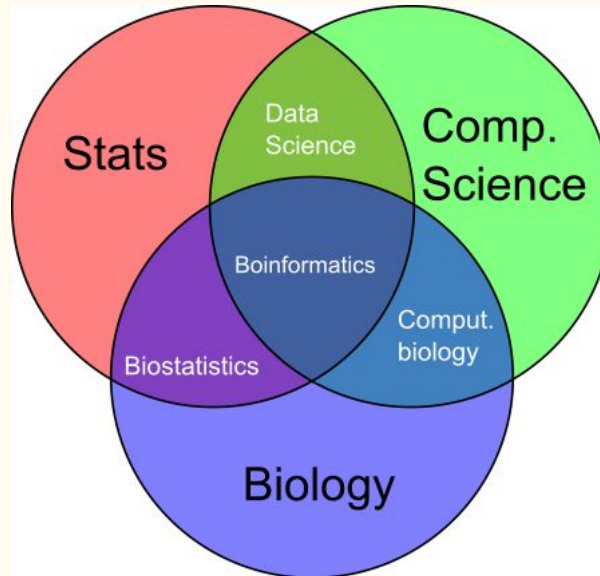 Stats
Data
Science
Comp.
Science
Boinformatics
Biostatistics
Comput.
biology
Biology